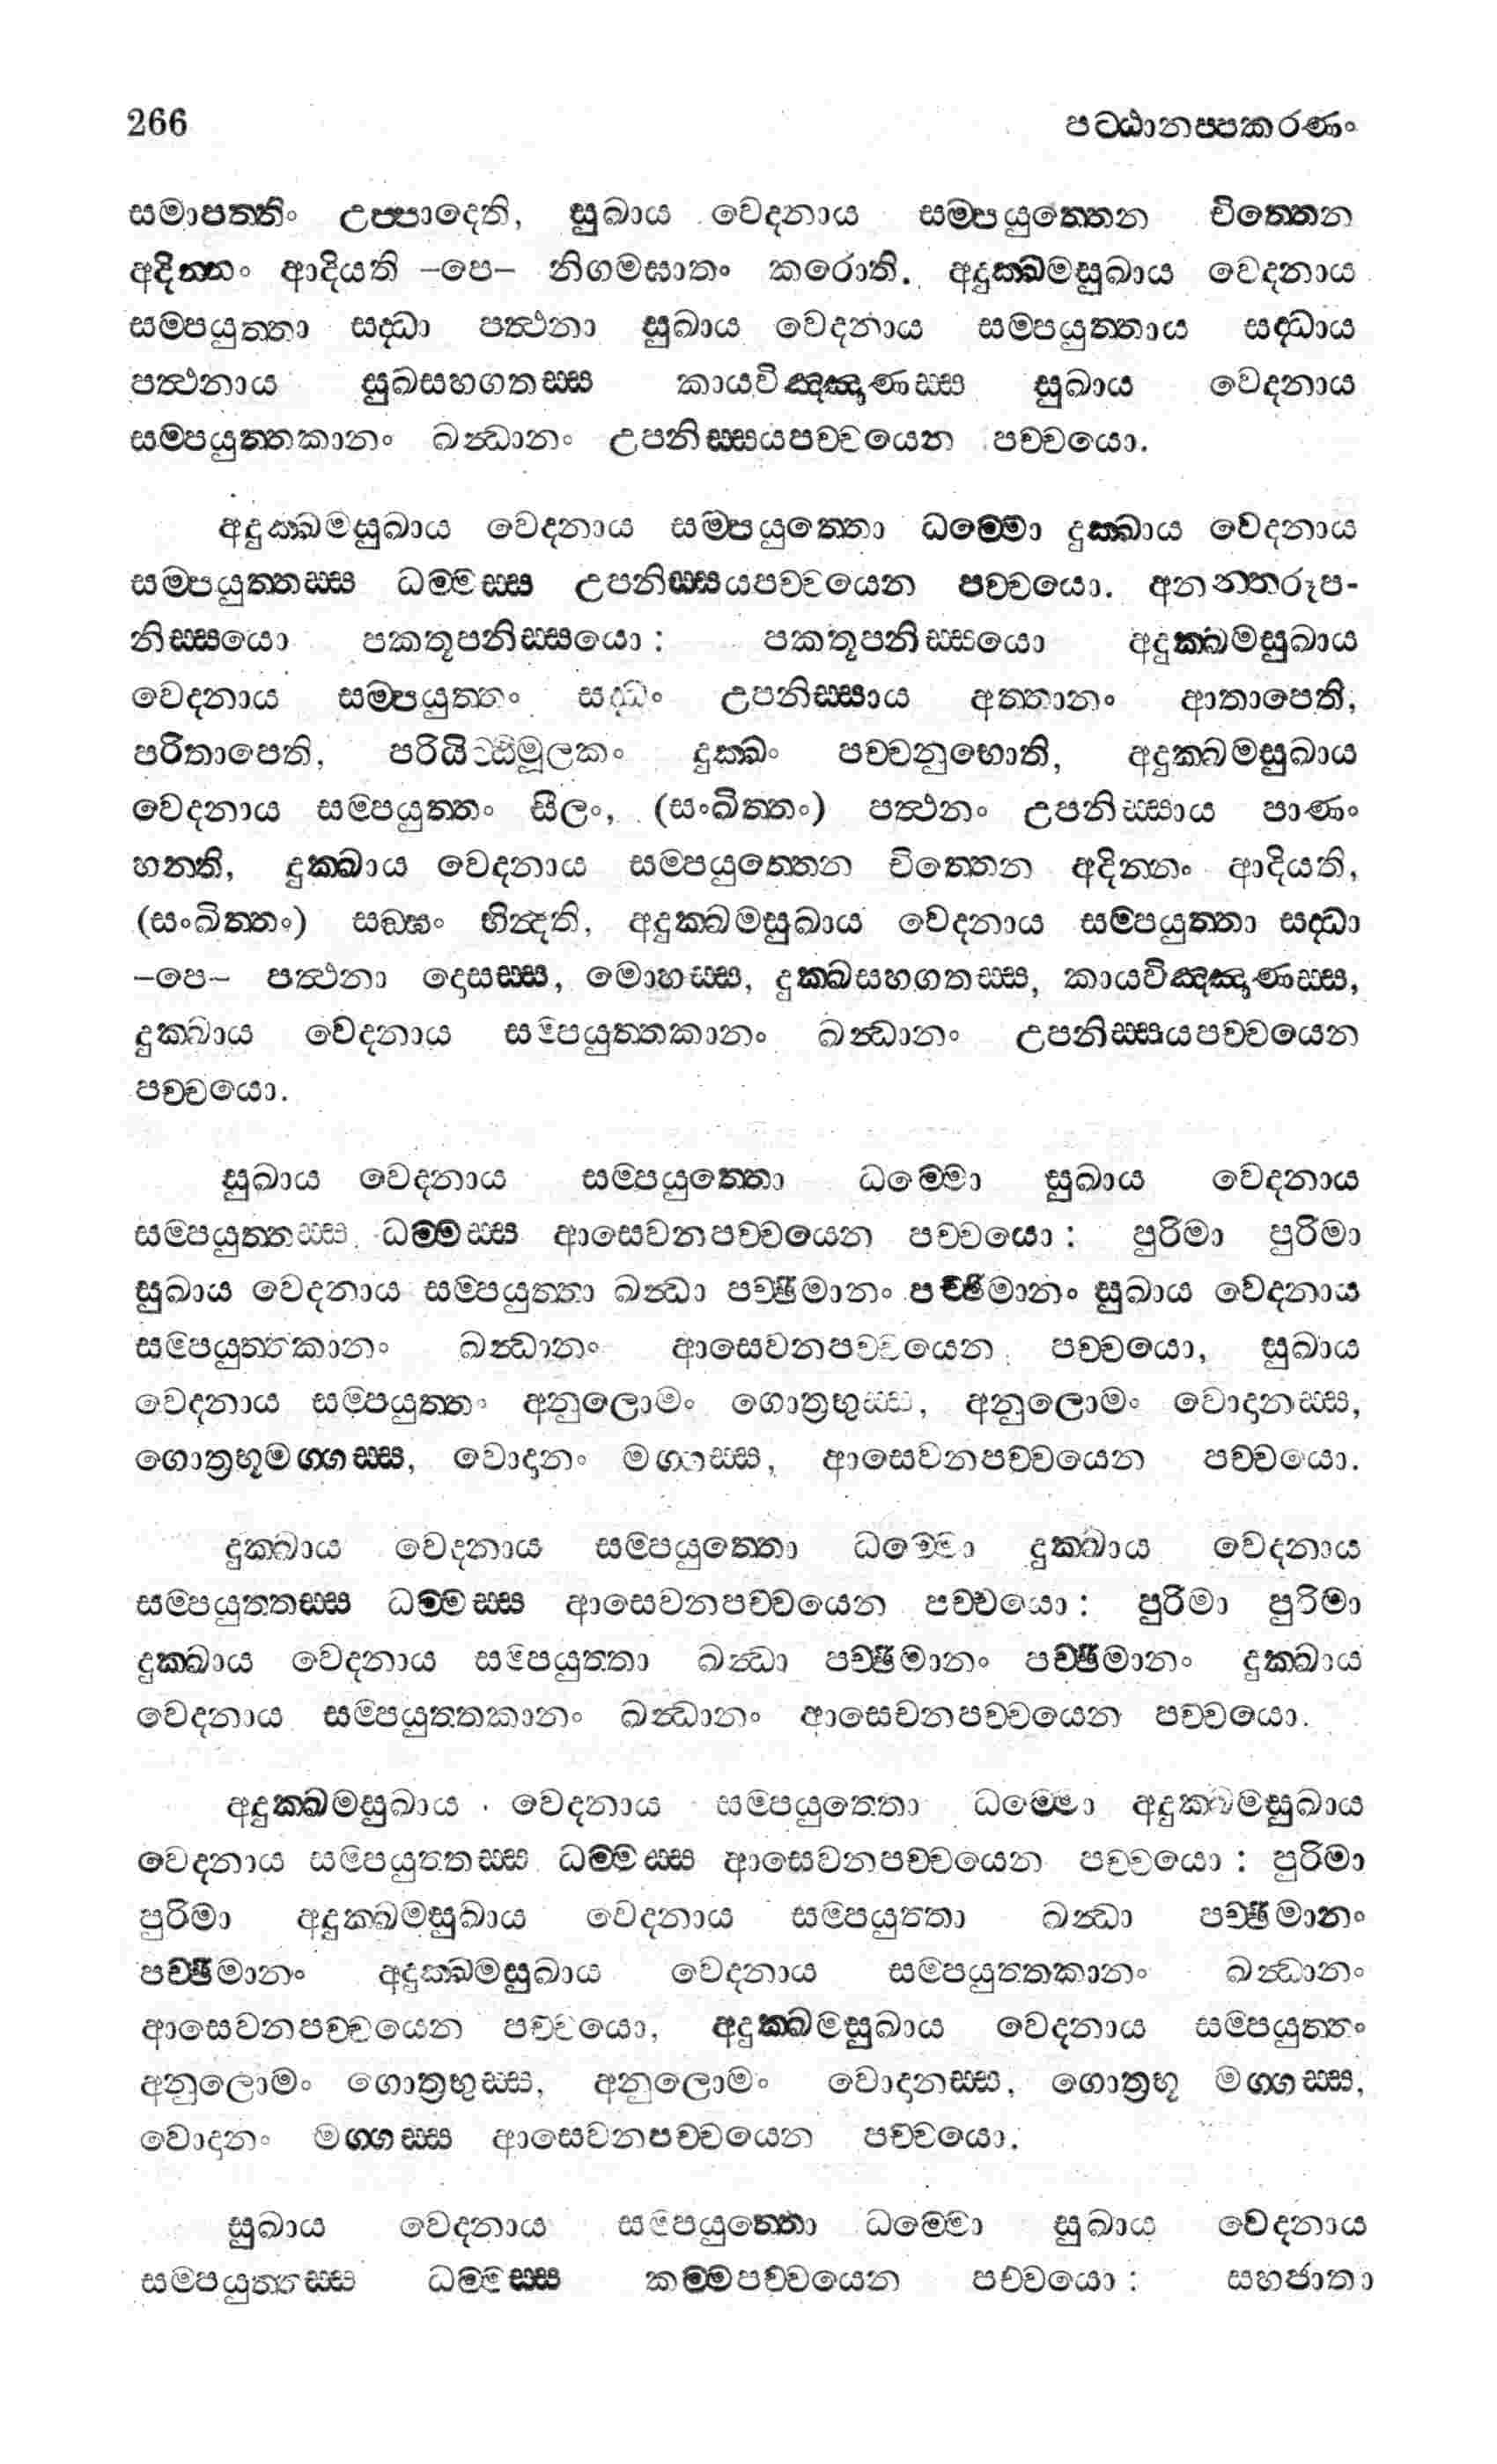 266 පට්ඨානප්පකරණං
සමාපත්තිං උප්පාදෙති, සුඛාය වෙදනාය සම්පයුත්තෙන චිත්තෙන
අදින්නං ආදියති –පෙ– නිගමඝාතං කරොති. අදුක්ඛමසුඛාය වෙදනාය
සම්පයුත්තා සද්ධා පත්ථනා සුඛාය වෙදනාය සම්පයුත්තාය සද්ධාය
පත්ථනාය සුඛසහගතස්ස කායවිඤ්ඤාණස්ස සුඛාය වෙදනාය
සම්පයුත්තකානං ඛන්ධානං උපනිස්සයපච්චයෙන පච්චයො.
අදුක්ඛමසුඛාය වෙදනාය සම්පයුත්තො ධම්මො දුක්ඛාය වෙදනාය
සම්පයුත්තස්ස ධම්මස්ස උපනිස්සයපච්චයෙන පච්චයො. අනන්තරූප-
නිස්සයො පකතූපනිස්සයො : පකතූපනිස්සයො අදුක්ඛමසුඛාය
වෙදනාය සම්පයුත්තං සද්ධං උපනිස්සාය අත්තානං ආතාපෙති,
පරිතාපෙති, පරියිට්ඨිමූලකං දුක්ඛං පච්චනුභොති, අදුක්ඛමසුඛාය
වෙදනාය සම්පයුත්තං සීලං, (සංඛිත්තං) පත්ථනං උපනිස්සාය පාණං
හන්ති, දුක්ඛාය වෙදනාය සම්පයුත්තෙන චිත්තෙන අදින්නං ආදියති,
(සංඛිත්තං) සඞ්ඝං භින්දති, අදුක්ඛමසුඛාය වෙදනාය සම්පයුත්තා සද්ධා
–පෙ– පත්ථනා දොසස්ස, මොහස්ස, දුක්ඛසහගතස්ස, කායවිඤ්ඤාණස්ස,
දුක්ඛාය වෙදනාය සම්පයුත්තකානං ඛන්ධානං උපනිස්සයපච්චයෙන
පච්චයො.
සුඛාය වෙදනාය සම්පයුත්තො ධම්මො සුඛාය වෙදනාය
සම්පයුත්තස්ස ධම්මස්ස ආසෙවනපච්චයෙන පච්චයො : පුරිමා පුරිමා
සුඛාය වෙදනාය සම්පයුත්තා ඛන්ධා පච්ඡිමානං පච්ඡිමානං සුඛාය වෙදනාය
සම්පයුත්තකානං ඛන්ධානං ආසෙවනපච්චයෙන පච්චයො, සුඛාය
වෙදනාය සම්පයුත්තං අනුලොමං ගොත්‍රභුස්ස, අනුලොමං වොදානස්ස,
ගොත්‍රභූමග්ගස්ස, වොදානං මග්ගස්ස, ආසෙවනපච්චයෙන පච්චයො.
දුක්ඛාය වෙදනාය සම්පයුත්තො ධම්මො දුක්ඛාය වෙදනාය
සම්පයුත්තස්ස ධම්මස්ස ආසෙවනපච්චයෙන පච්චයො : පුරිමා පුරිමා
දුක්ඛාය වෙදනාය සම්පයුත්තා ඛන්ධා පච්ඡිමානං පච්ඡිමානං දුක්ඛාය
වෙදනාය සම්පයුත්තකානං ඛන්ධානං ආසෙවනපච්චයෙන පච්චයො.
අදුක්ඛමසුඛාය වෙදනාය සම්පයුත්තො ධම්මො අදුක්ඛමසුඛාය
වෙදනාය සම්පයුත්තස්ස ධම්මස්ස ආසෙවනපච්චයෙන පච්චයො : පුරිමා
පුරිමා අදුක්ඛමසුඛාය වෙදනාය සම්පයුත්තා ඛන්ධා පච්ඡිමානං
පච්ඡිමානං අදුක්ඛමසුඛාය වෙදනාය සම්පයුත්තකානං ඛන්ධානං
ආසෙවනපච්චයෙන පච්චයො, අදුක්ඛමසුඛාය වෙදනාය සම්පයුත්තං
අනුලොමං ගොත්‍රභුස්ස, අනුලොමං වොදානස්ස, ගොත්‍රභූ මග්ගස්ස,
වොදානං මග්ගස්ස ආසෙවනපච්චයෙන පච්චයො.
සුඛාය වෙදනාය සම්පයුත්තො ධම්මො සුඛාය වෙදනාය
සම්පයුත්තස්ස ධම්මස්ස කම්මපච්චයෙන පච්චයො : සහජාතා